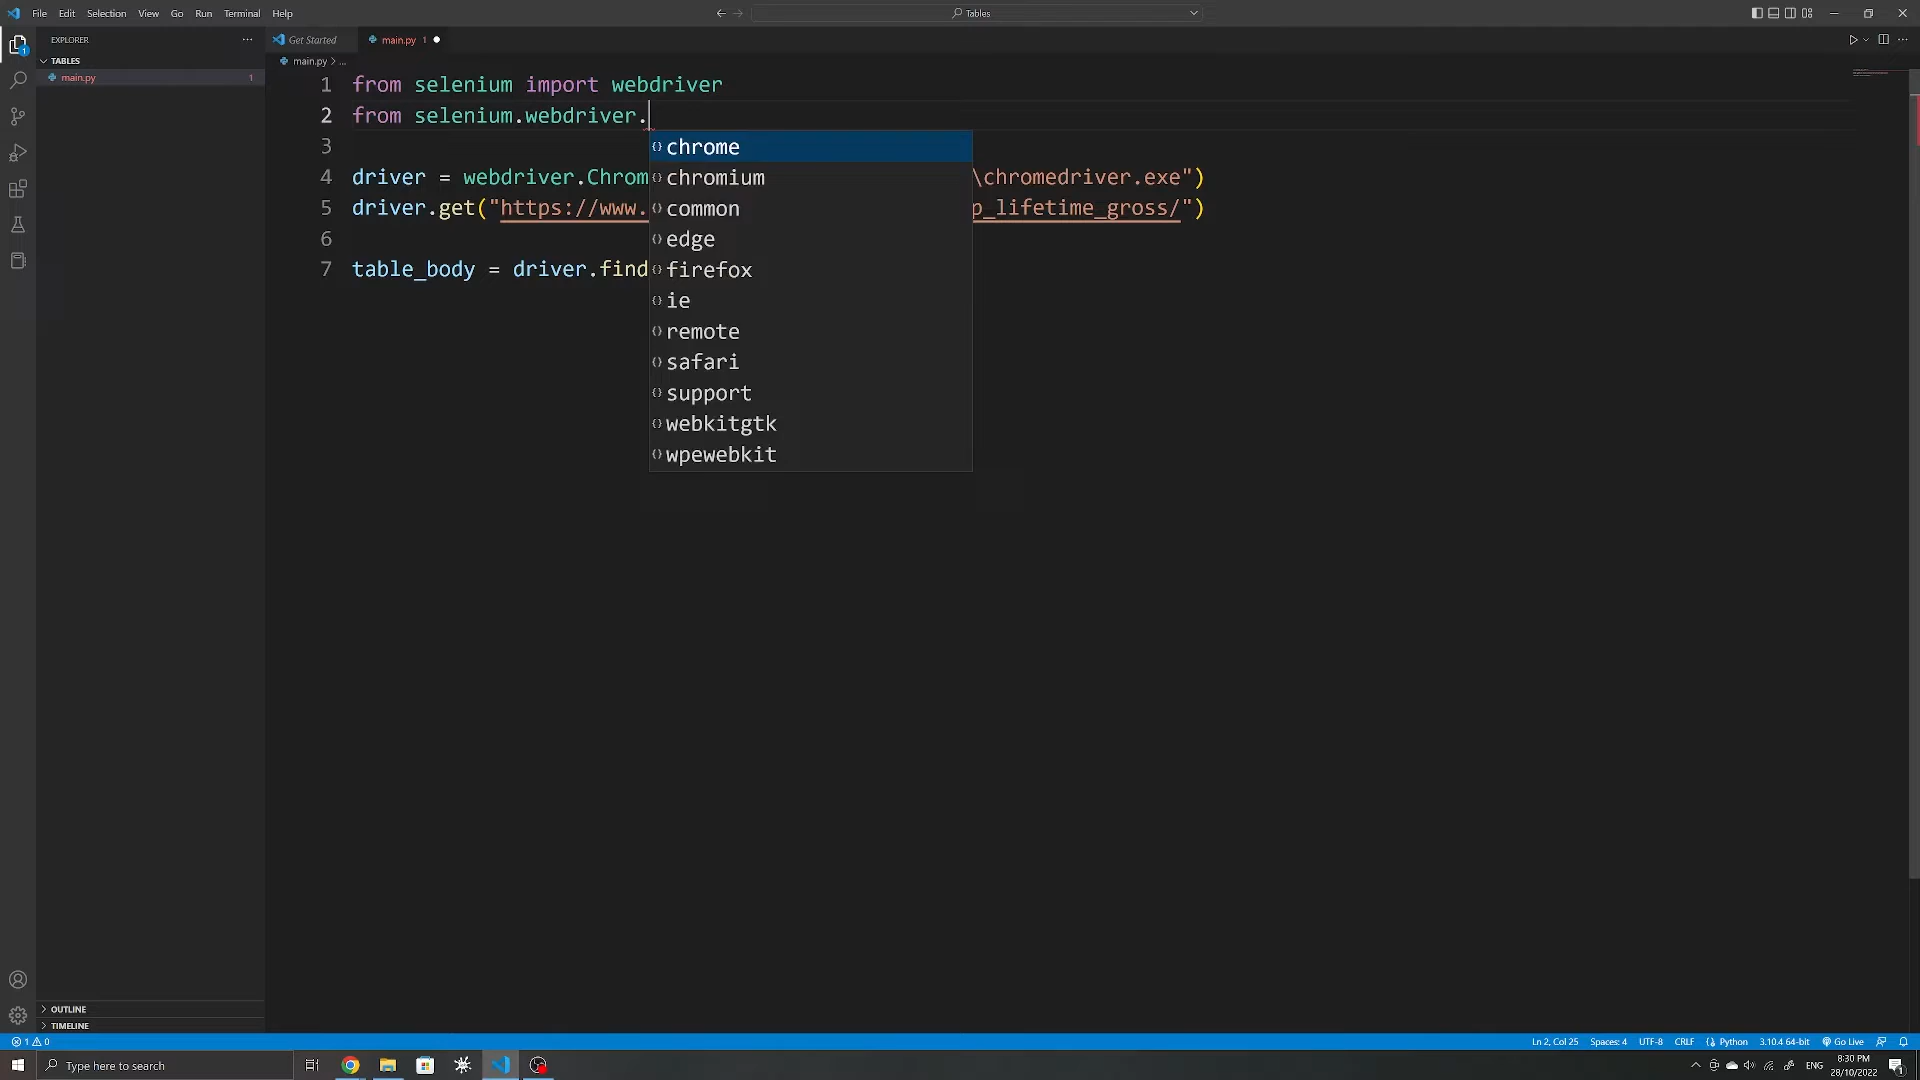 File Edit Selection View Go Run Terminal Help
Tables
EXPLORER
Get Started
main.py 1
TABLES
main.py 1
main.py > ...
1 from selenium import webdriver
2 from selenium.webdriver.
3
4 driver = webdriver.Chrom \chromedriver.exe")
5 driver.get("https://www. p_lifetime_gross/")
6
7 table_body = driver.find
chrome
chromium
common
edge
firefox
ie
remote
safari
support
webkitgtk
wpewebkit
OUTLINE
TIMELINE
1 0
Ln 2, Col 25 Spaces: 4 UTF-8 CRLF Python 3.10.4 64-bit Go Live
Type here to search
ENG
8:30 PM
28/10/2022